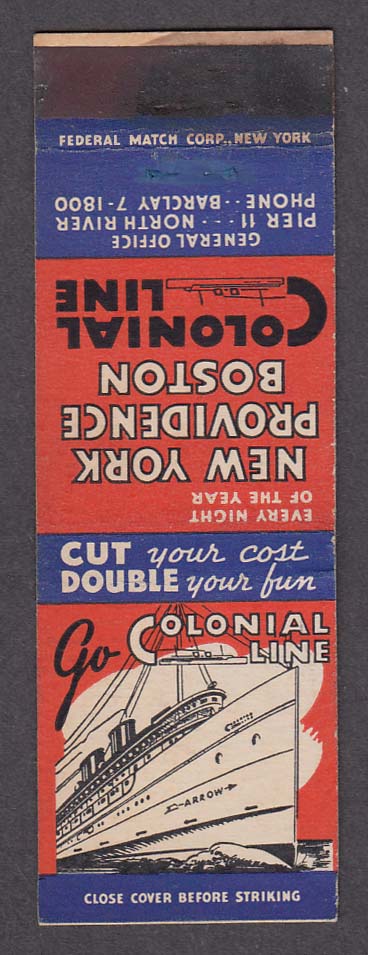 FEDERAL MATCH CORP., NEW YORK
GENERAL OFFICE
PIER 11 ·· NORTH RIVER
PHONE ·· BARCLAY 7-1800
EVERY NIGHT
OF THE YEAR
NEW YORK
PROVIDENCE
BOSTON
COLONIAL
LINE
CUT your cost
DOUBLE your fun
Go COLONIAL
LINE
ARROW
CLOSE COVER BEFORE STRIKING